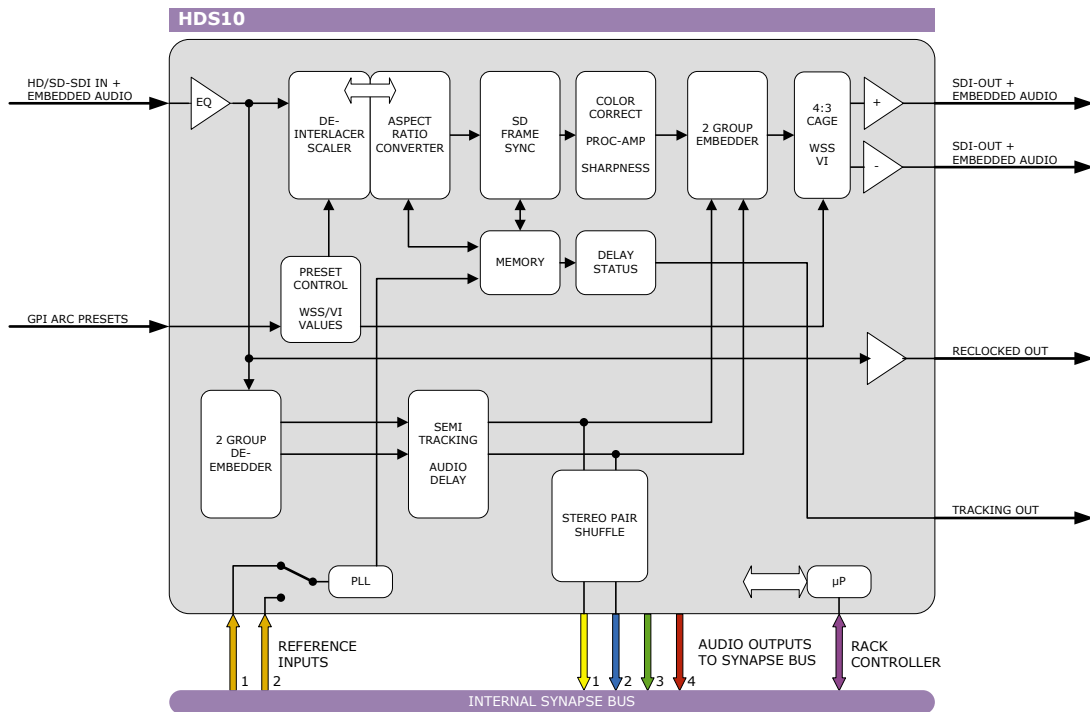 HDS10
HD/SD-SDI IN +
EMBEDDED AUDIO
EQ
DE-
INTERLACER
SCALER
ASPECT
RATIO
CONVERTER
SD
FRAME
SYNC
COLOR
CORRECT
PROC-AMP
SHARPNESS
2 GROUP
EMBEDDER
4:3
CAGE
WSS
VI
+
-
SDI-OUT +
EMBEDDED AUDIO
SDI-OUT +
EMBEDDED AUDIO
PRESET
CONTROL
WSS/VI
VALUES
MEMORY
DELAY
STATUS
GPI ARC PRESETS
RECLOCKED OUT
2 GROUP
DE-
EMBEDDER
SEMI
TRACKING
AUDIO
DELAY
STEREO PAIR
SHUFFLE
TRACKING OUT
PLL
µP
REFERENCE
INPUTS
1
2
1
2
3
4
AUDIO OUTPUTS
TO SYNAPSE BUS
RACK
CONTROLLER
INTERNAL SYNAPSE BUS